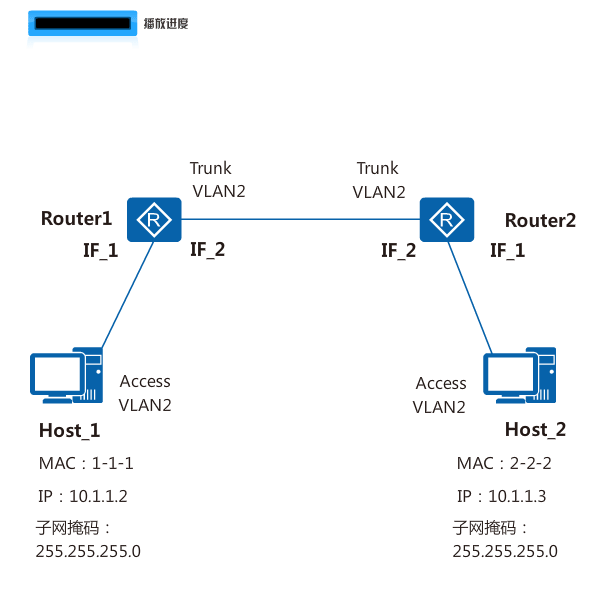 播放进度
Trunk Trunk
VLAN2 VLAN2
Router1 R R Router2
IF_1 IF_2 IF_2 IF_1
Access Access
VLAN2 VLAN2
Host_1 Host_2
MAC：1-1-1 MAC：2-2-2
IP：10.1.1.2 IP：10.1.1.3
子网掩码： 子网掩码：
255.255.255.0 255.255.255.0